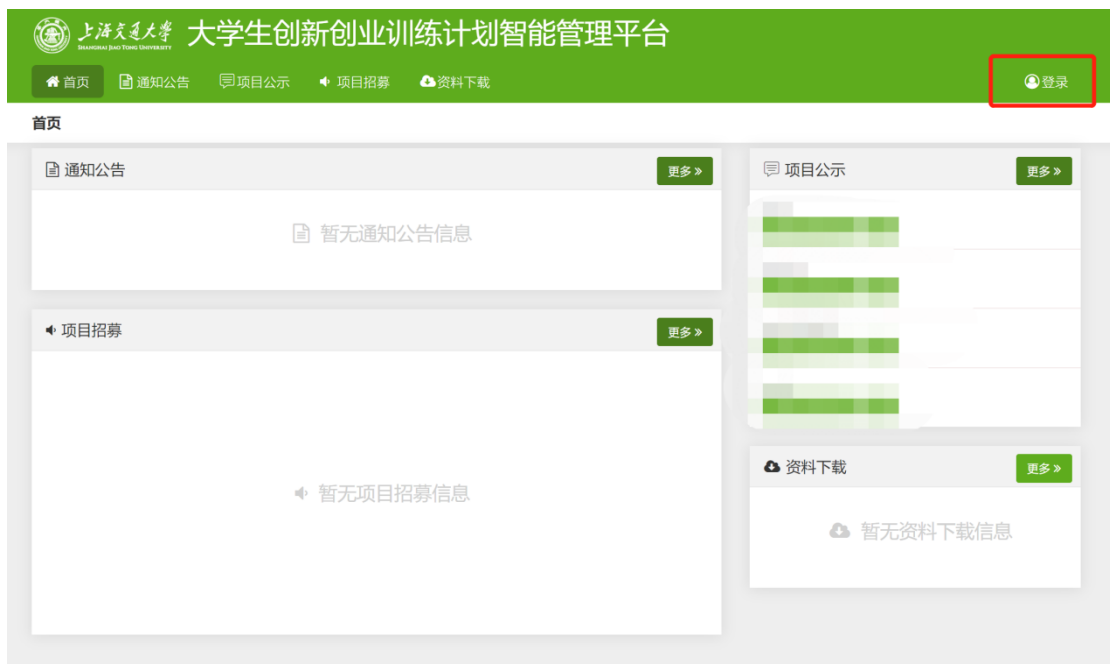 上海交通大学 大学生创新创业训练计划智能管理平台
SHANGHAI JIAO TONG UNIVERSITY
首页 通知公告 项目公示 项目招募 资料下载 登录
首页
通知公告 更多 »
暂无通知公告信息
项目招募 更多 »
暂无项目招募信息
项目公示 更多 »
资料下载 更多 »
暂无资料下载信息